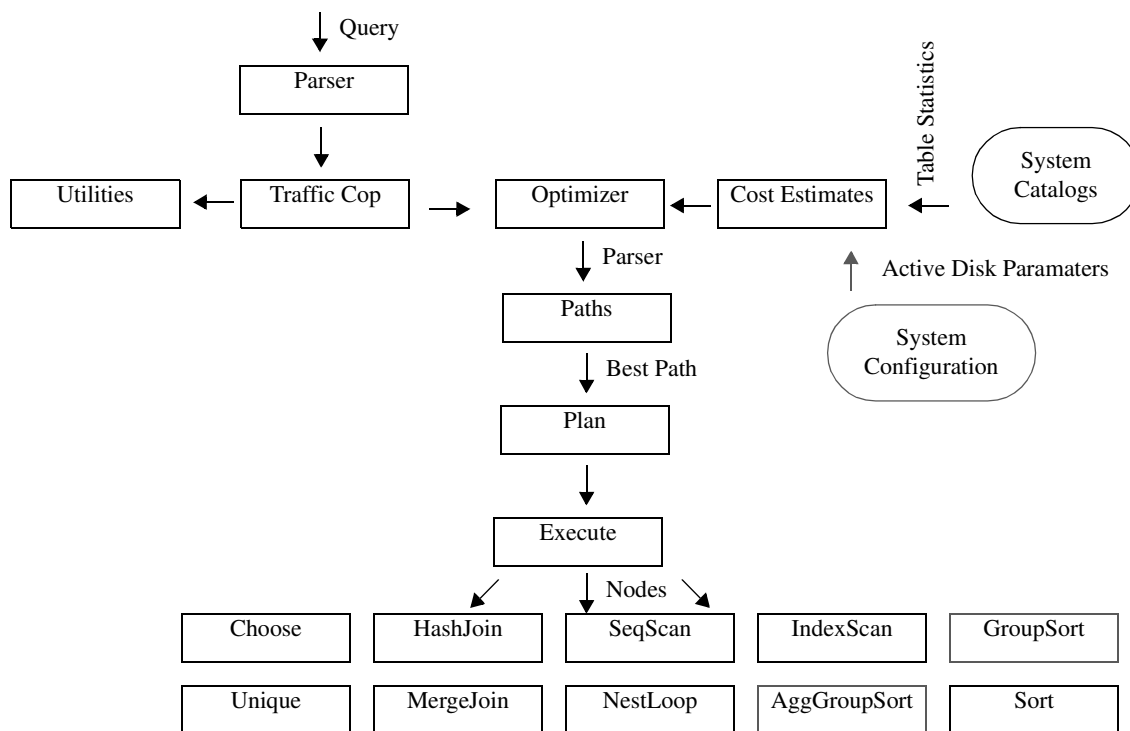 Query
Parser
Table Statistics
System
Catalogs
Utilities
Traffic Cop
Optimizer
Cost Estimates
Parser
Active Disk Paramaters
Paths
System
Configuration
Best Path
Plan
Execute
Nodes
Choose
HashJoin
SeqScan
IndexScan
GroupSort
Unique
MergeJoin
NestLoop
AggGroupSort
Sort